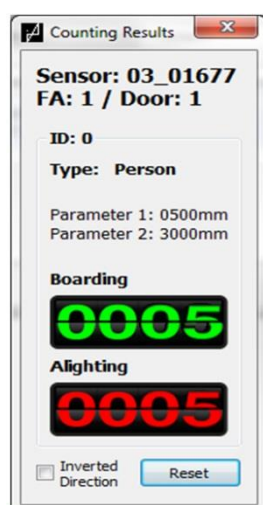 Counting Results
Sensor: 03_01677
FA: 1 / Door: 1
ID: 0
Type: Person
Parameter 1: 0500mm
Parameter 2: 3000mm
Boarding
0005
Alighting
0005
Inverted
Direction
Reset